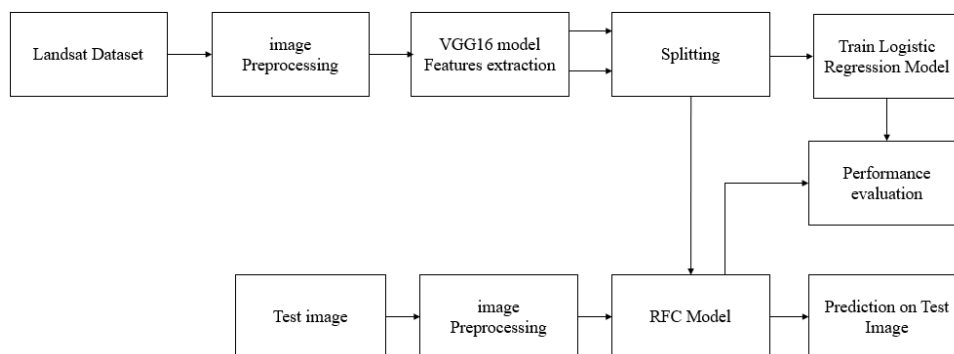 Landsat Dataset
image
Preprocessing
VGG16 model
Features extraction
Splitting
Train Logistic
Regression Model
Performance
evaluation
Test image
image
Preprocessing
RFC Model
Prediction on Test
Image